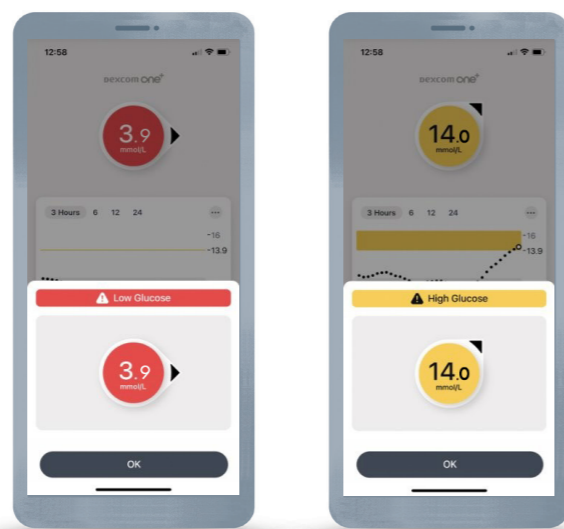 12:58
Dexcom ONE+
3.9
mmol/L
3 Hours 6 12 24
-16
-13.9
Low Glucose
3.9
mmol/L
OK
12:58
Dexcom ONE+
14.0
mmol/L
3 Hours 6 12 24
-16
-13.9
High Glucose
14.0
mmol/L
OK